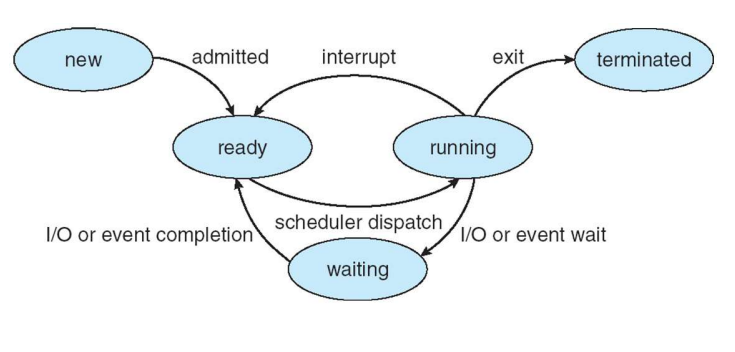 new
admitted
interrupt
exit
terminated
ready
running
scheduler dispatch
I/O or event completion
I/O or event wait
waiting